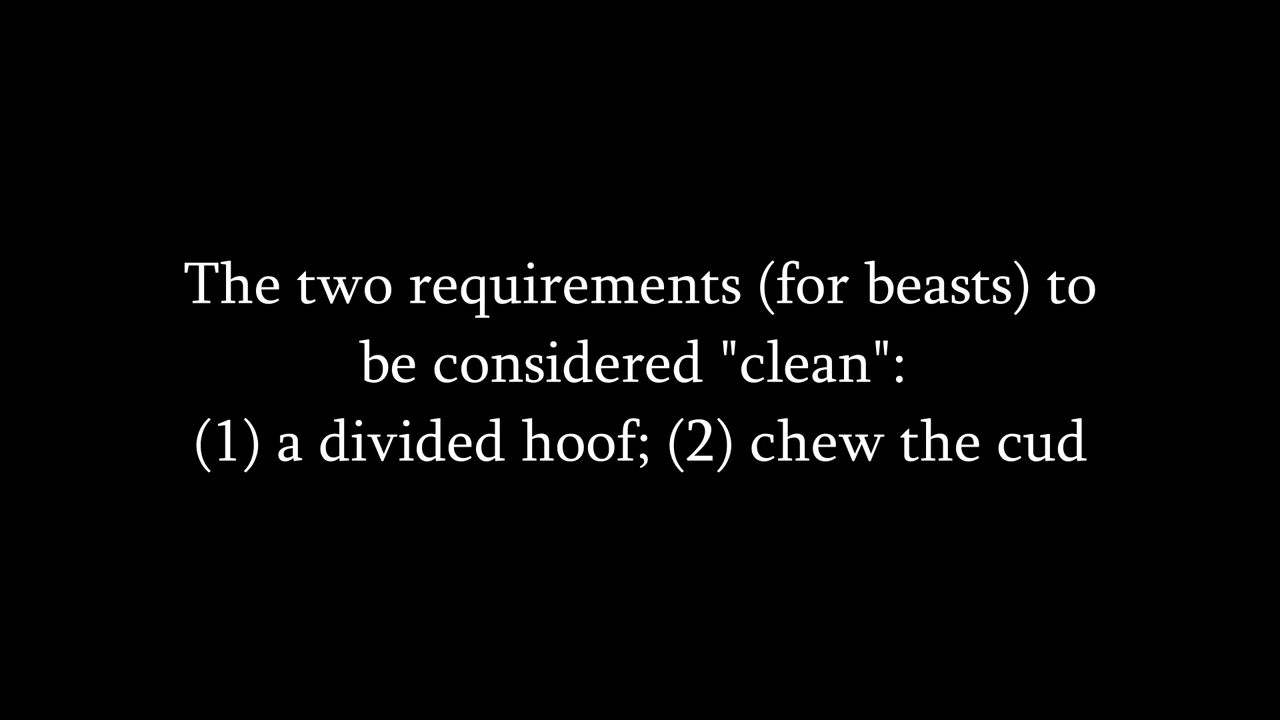 The two requirements (for beasts) to
be considered "clean":
(1) a divided hoof; (2) chew the cud